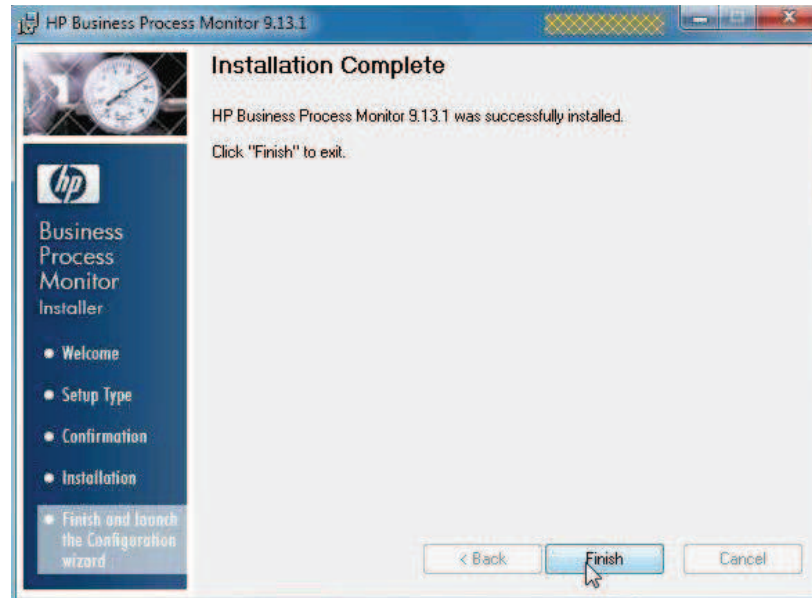 HP Business Process Monitor 9.13.1
Installation Complete
HP Business Process Monitor 9.13.1 was successfully installed.
Click "Finish" to exit.
hp
Business
Process
Monitor
Installer
Welcome
Setup Type
Confirmation
Installation
Finish and launch
the Configuration
wizard
< Back
Finish
Cancel